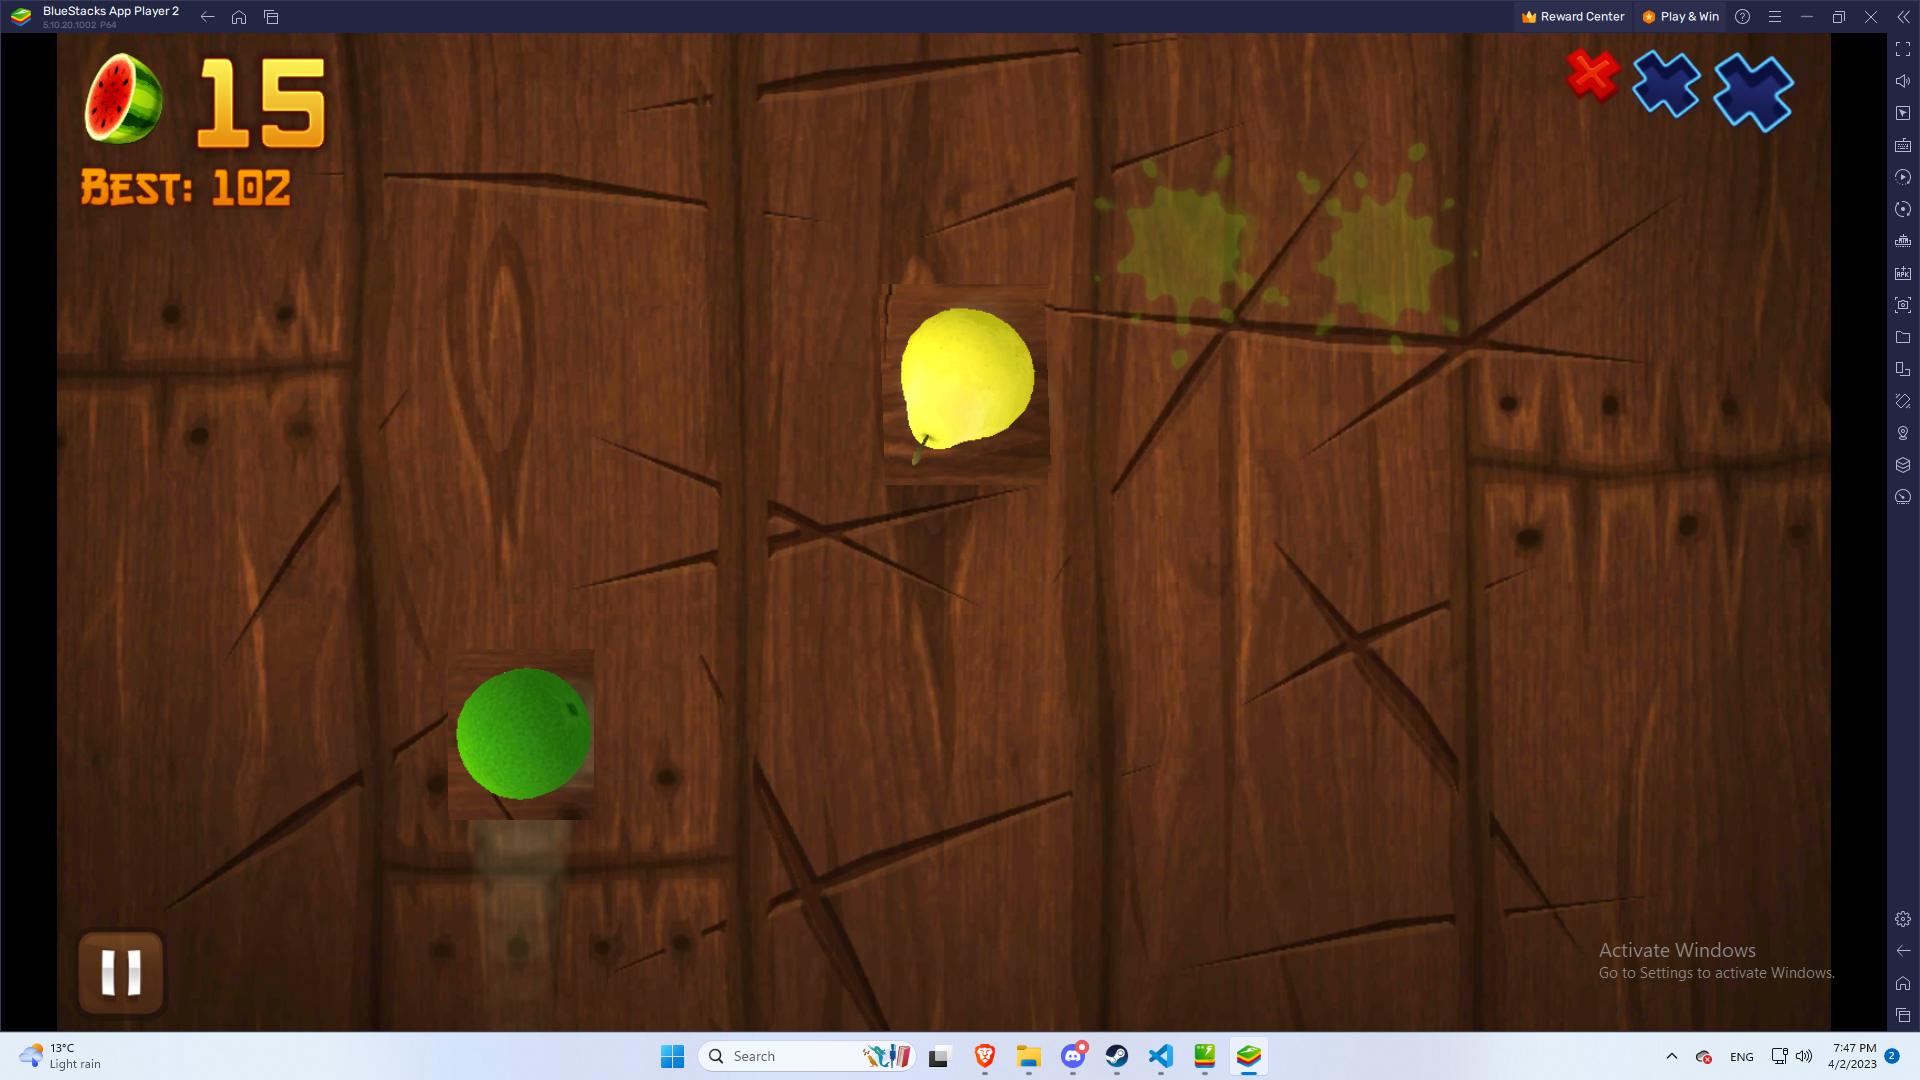 BlueStacks App Player 2
5.10.20.1002 P64
Reward Center
Play & Win
15
BEST: 102
Activate Windows
Go to Settings to activate Windows.
13°C
Light rain
Search
ENG
7:47 PM
4/2/2023
2